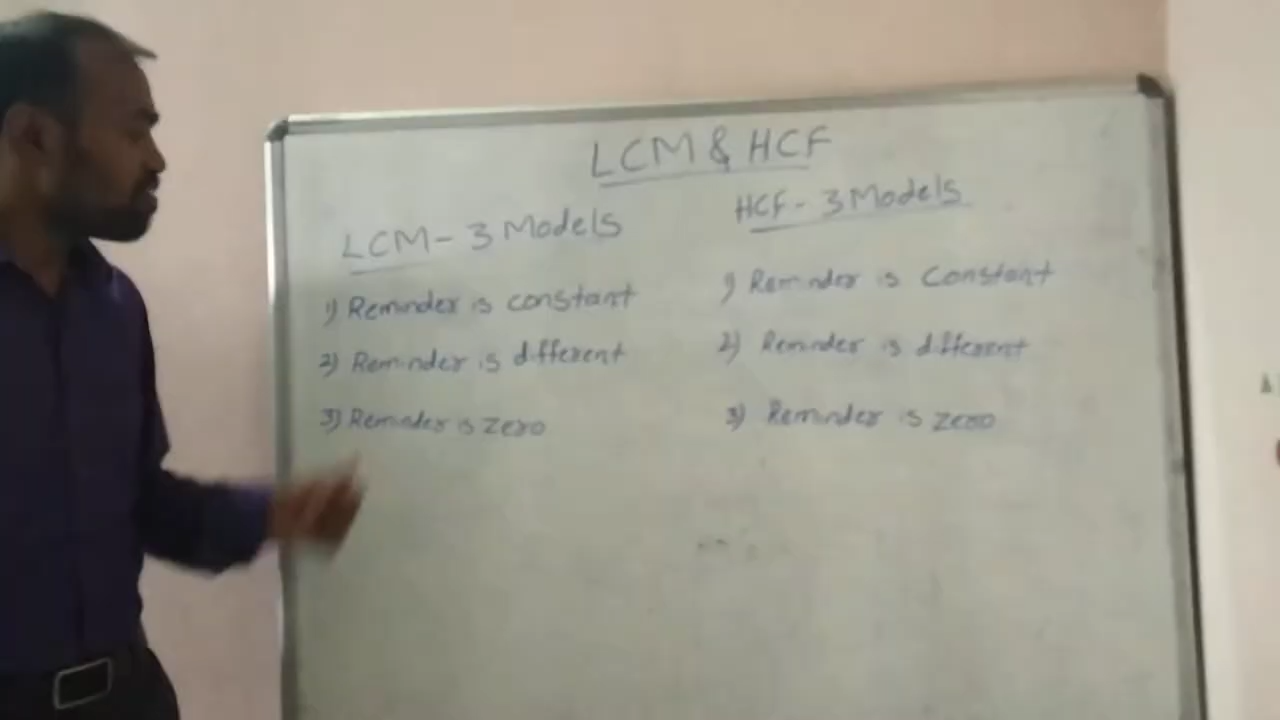 LCM & HCF
LCM - 3 Models
1) Reminder is constant
2) Reminder is different
3) Reminder is zero
HCF - 3 Models
1) Reminder is Constant
2) Reminder is different
3) Reminder is zero